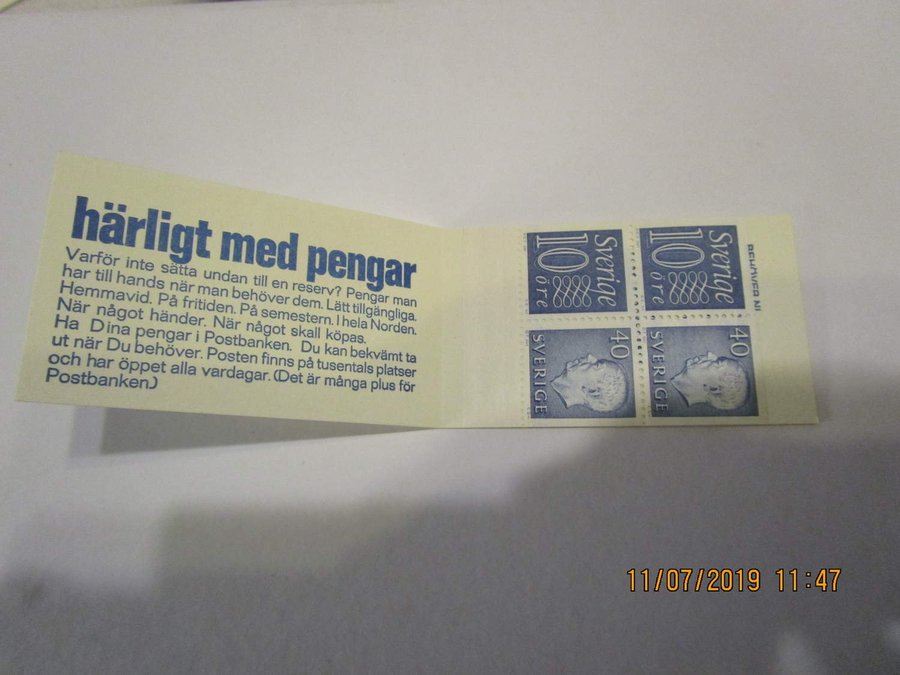 härligt med pengar
Varför inte sätta undan till en reserv? Pengar man
har till hands när man behöver dem. Lätt tillgängliga.
Hemmavid. På fritiden. På semestern. I hela Norden.
När något händer. När något skall köpas.
Ha Dina pengar i Postbanken. Du kan bekvämt ta
ut när Du behöver. Posten finns på tusentals platser
och har öppet alla vardagar. (Det är många plus för
Postbanken.)
Sverige
10 öre
Sverige
10 öre
40
SVERIGE
40
SVERIGE
11/07/2019 11:47